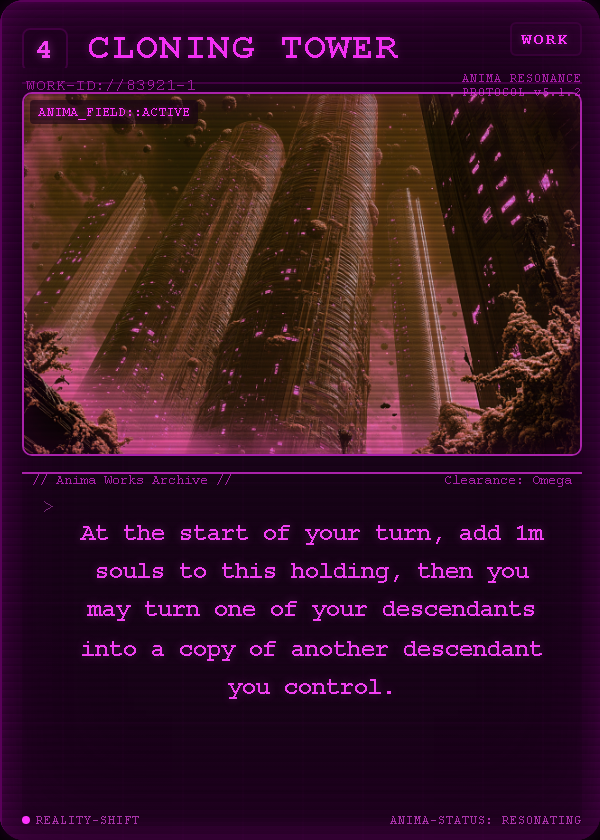 4 CLONING TOWER
WORK
WORK-ID://83921-1
ANIMA RESONANCE
PROTOCOL v5.1.2
ANIMA_FIELD::ACTIVE
// Anima Works Archive //
Clearance: Omega
>
At the start of your turn, add 1m
souls to this holding, then you
may turn one of your descendants
into a copy of another descendant
you control.
REALITY-SHIFT
ANIMA-STATUS: RESONATING